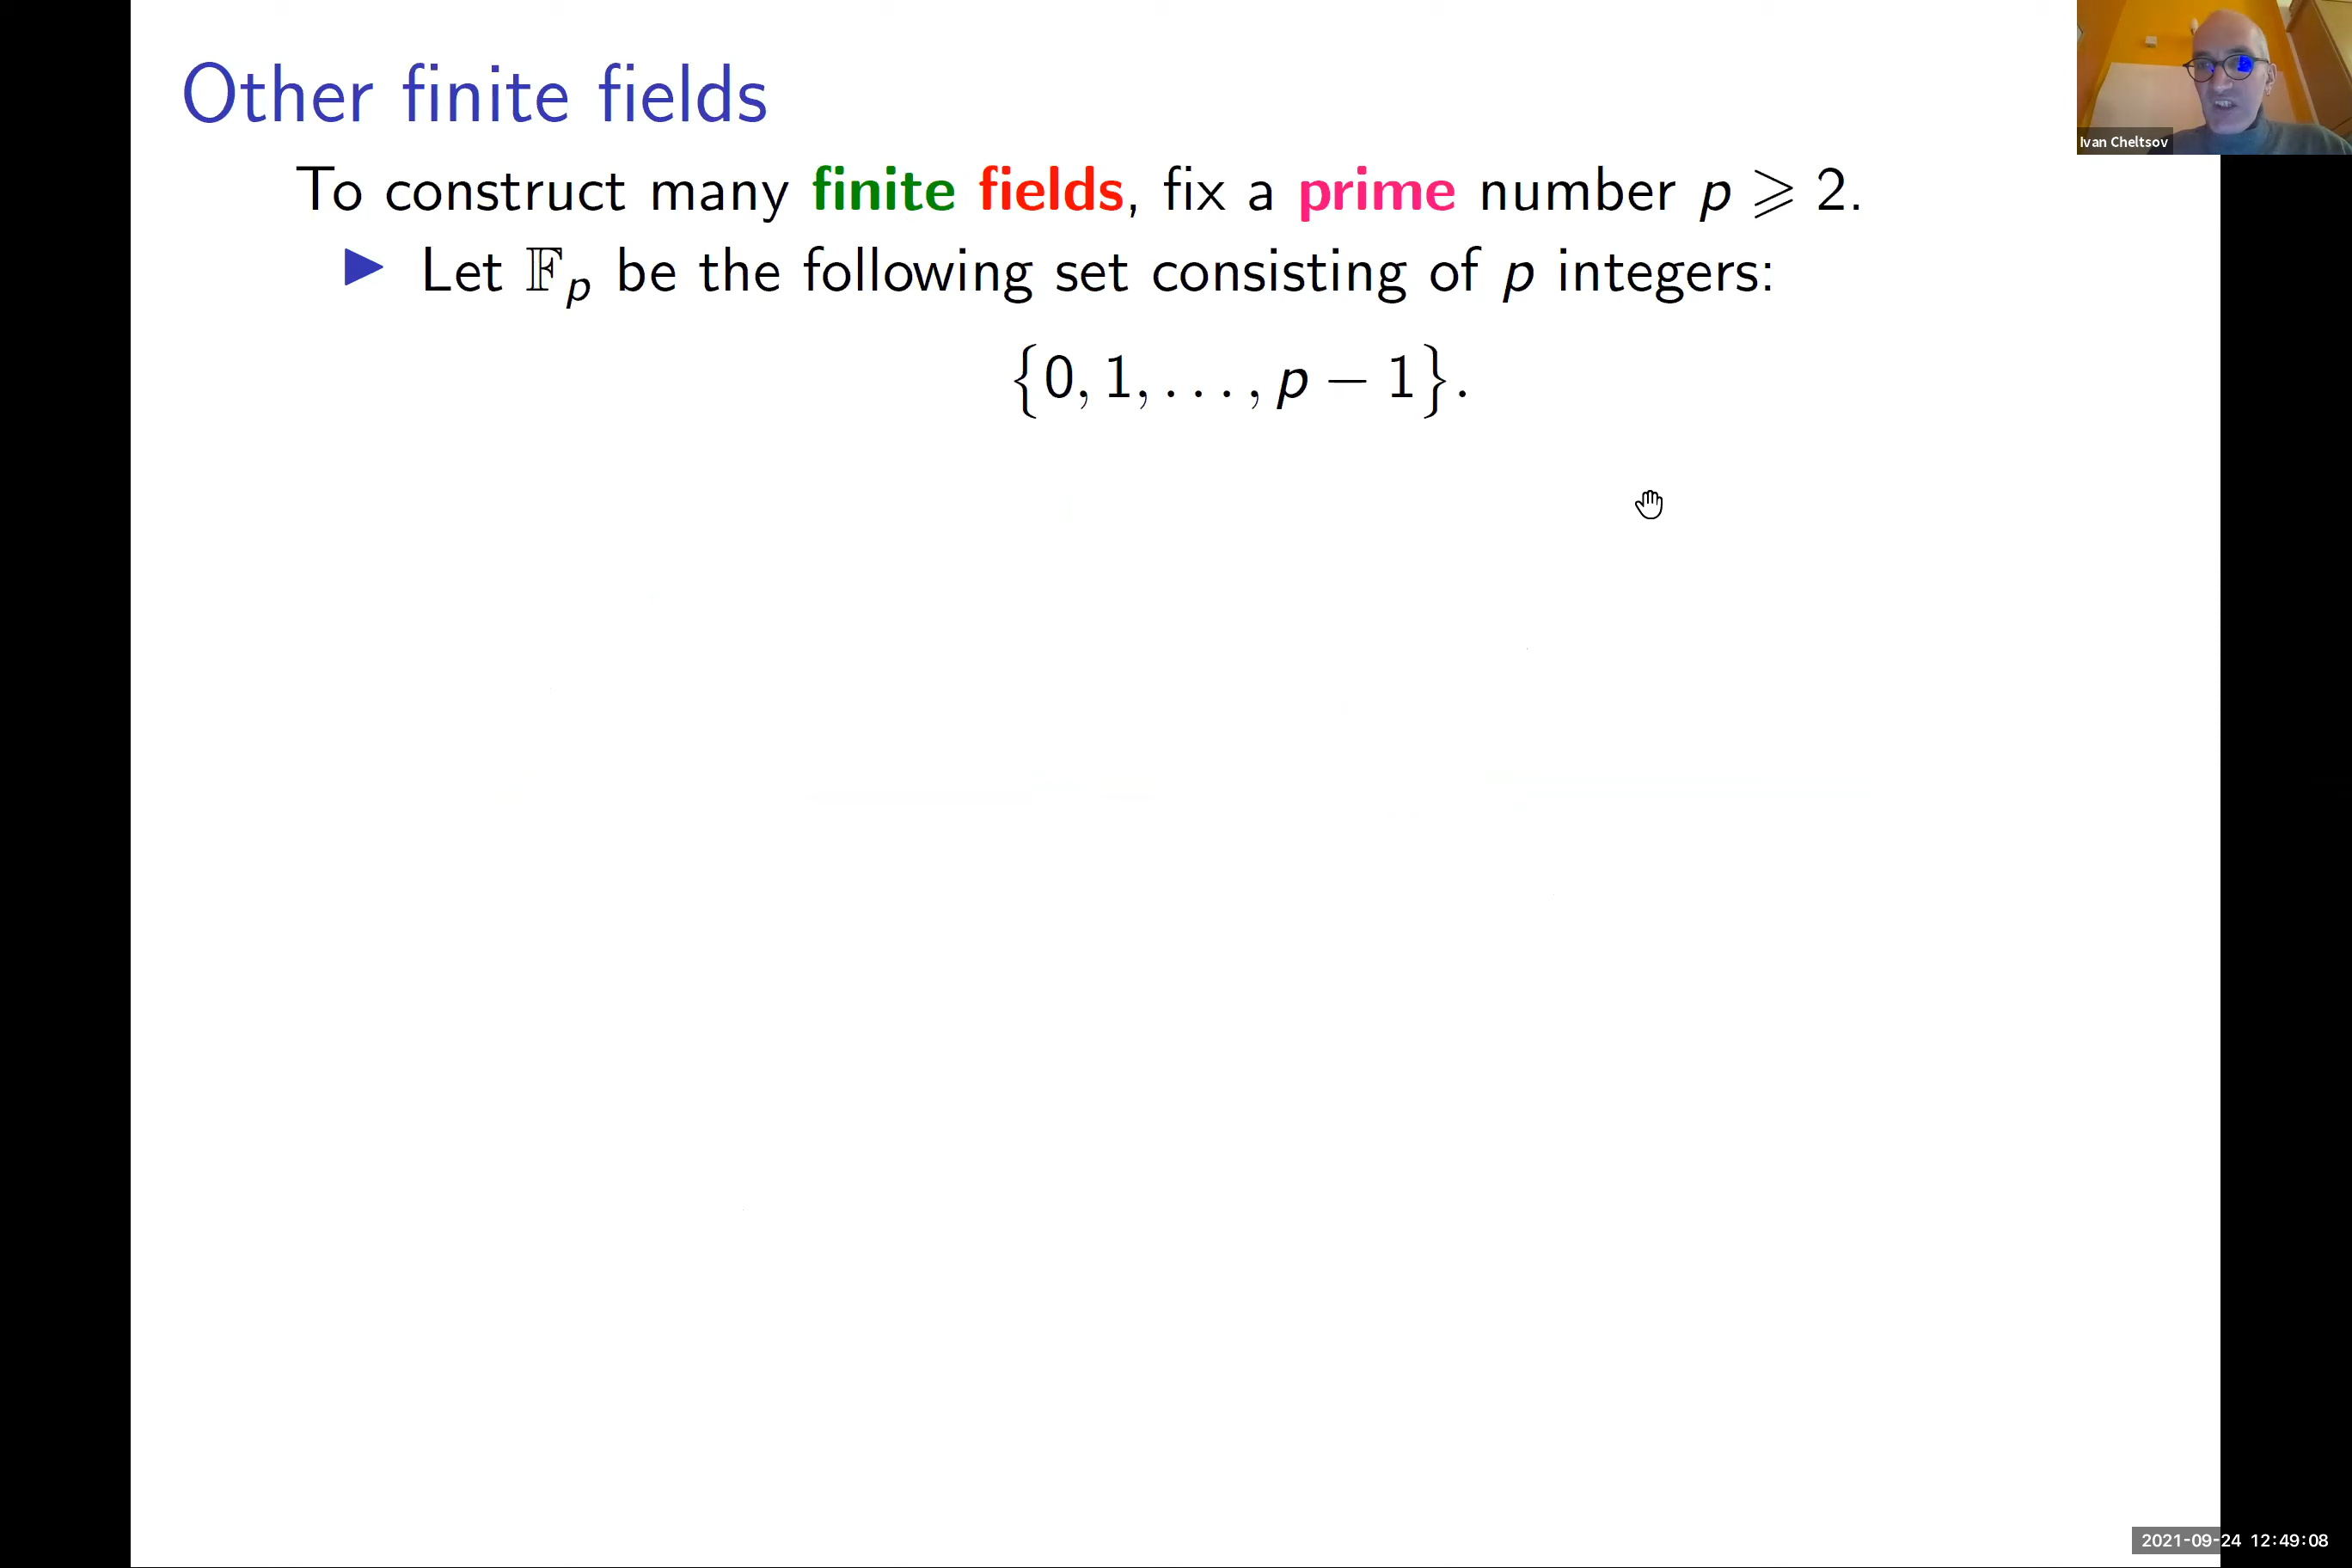 Other finite fields
To construct many finite fields, fix a prime number p ⩾ 2.
▶ Let 𝔽_p be the following set consisting of p integers:
{0, 1, . . . , p − 1}.
Ivan Cheltsov
2021-09-24 12:49:08